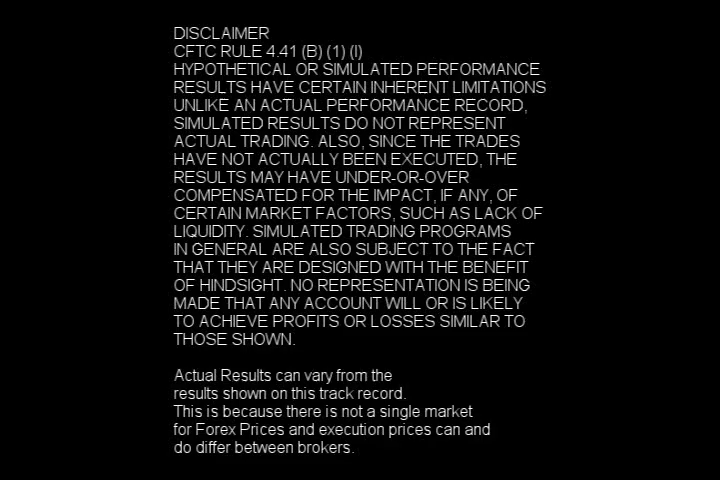 DISCLAIMER
CFTC RULE 4.41 (B) (1) (I)
HYPOTHETICAL OR SIMULATED PERFORMANCE
RESULTS HAVE CERTAIN INHERENT LIMITATIONS
UNLIKE AN ACTUAL PERFORMANCE RECORD,
SIMULATED RESULTS DO NOT REPRESENT
ACTUAL TRADING. ALSO, SINCE THE TRADES
HAVE NOT ACTUALLY BEEN EXECUTED, THE
RESULTS MAY HAVE UNDER-OR-OVER
COMPENSATED FOR THE IMPACT, IF ANY, OF
CERTAIN MARKET FACTORS, SUCH AS LACK OF
LIQUIDITY. SIMULATED TRADING PROGRAMS
IN GENERAL ARE ALSO SUBJECT TO THE FACT
THAT THEY ARE DESIGNED WITH THE BENEFIT
OF HINDSIGHT. NO REPRESENTATION IS BEING
MADE THAT ANY ACCOUNT WILL OR IS LIKELY
TO ACHIEVE PROFITS OR LOSSES SIMILAR TO
THOSE SHOWN.
Actual Results can vary from the
results shown on this track record.
This is because there is not a single market
for Forex Prices and execution prices can and
do differ between brokers.